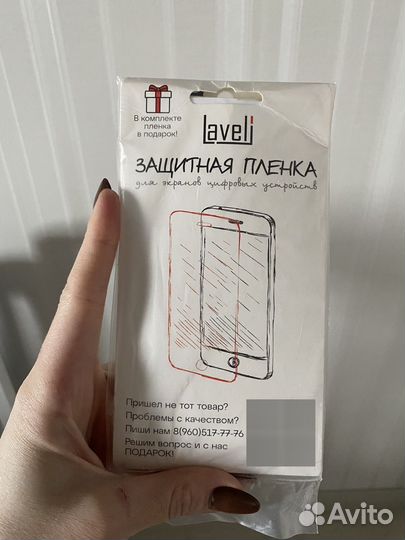 В комплекте
пленка
в подарок!
Laveli
ЗАЩИТНАЯ ПЛЕНКА
для экранов цифровых устройств
Пришел не тот товар?
Проблемы с качеством?
Пиши нам 8(960)517-77-76
Решим вопрос и с нас
ПОДАРОК!
Avito